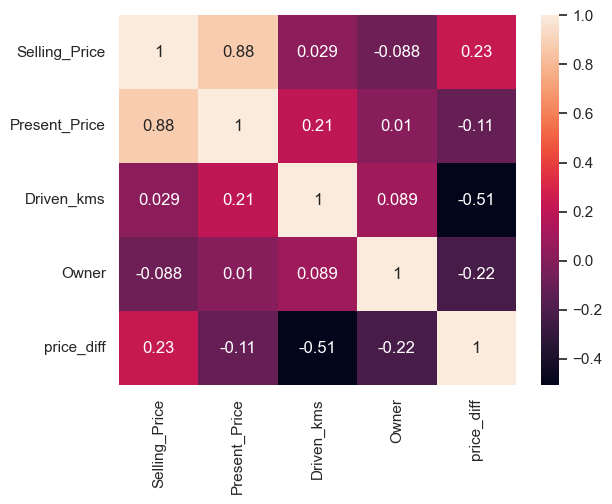 Selling_Price 1 0.88 0.029 -0.088 0.23
Present_Price 0.88 1 0.21 0.01 -0.11
Driven_kms 0.029 0.21 1 0.089 -0.51
Owner -0.088 0.01 0.089 1 -0.22
price_diff 0.23 -0.11 -0.51 -0.22 1
Selling_Price
Present_Price
Driven_kms
Owner
price_diff
1.0
0.8
0.6
0.4
0.2
0.0
−0.2
−0.4